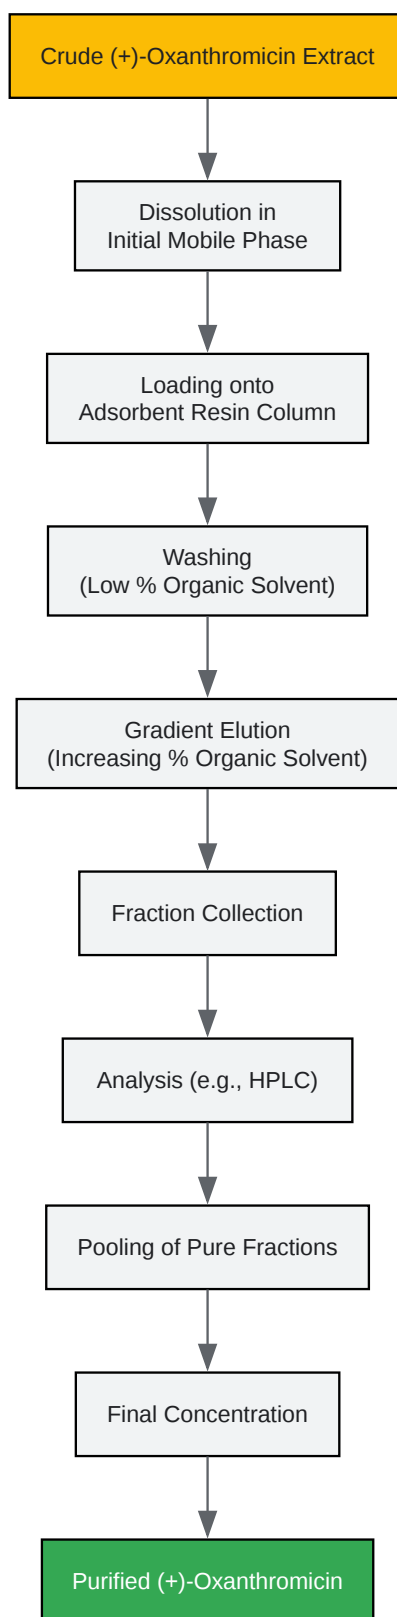 Crude (+)-Oxanthromicin Extract
Dissolution in
Initial Mobile Phase
Loading onto
Adsorbent Resin Column
Washing
(Low % Organic Solvent)
Gradient Elution
(Increasing % Organic Solvent)
Fraction Collection
Analysis (e.g., HPLC)
Pooling of Pure Fractions
Final Concentration
Purified (+)-Oxanthromicin